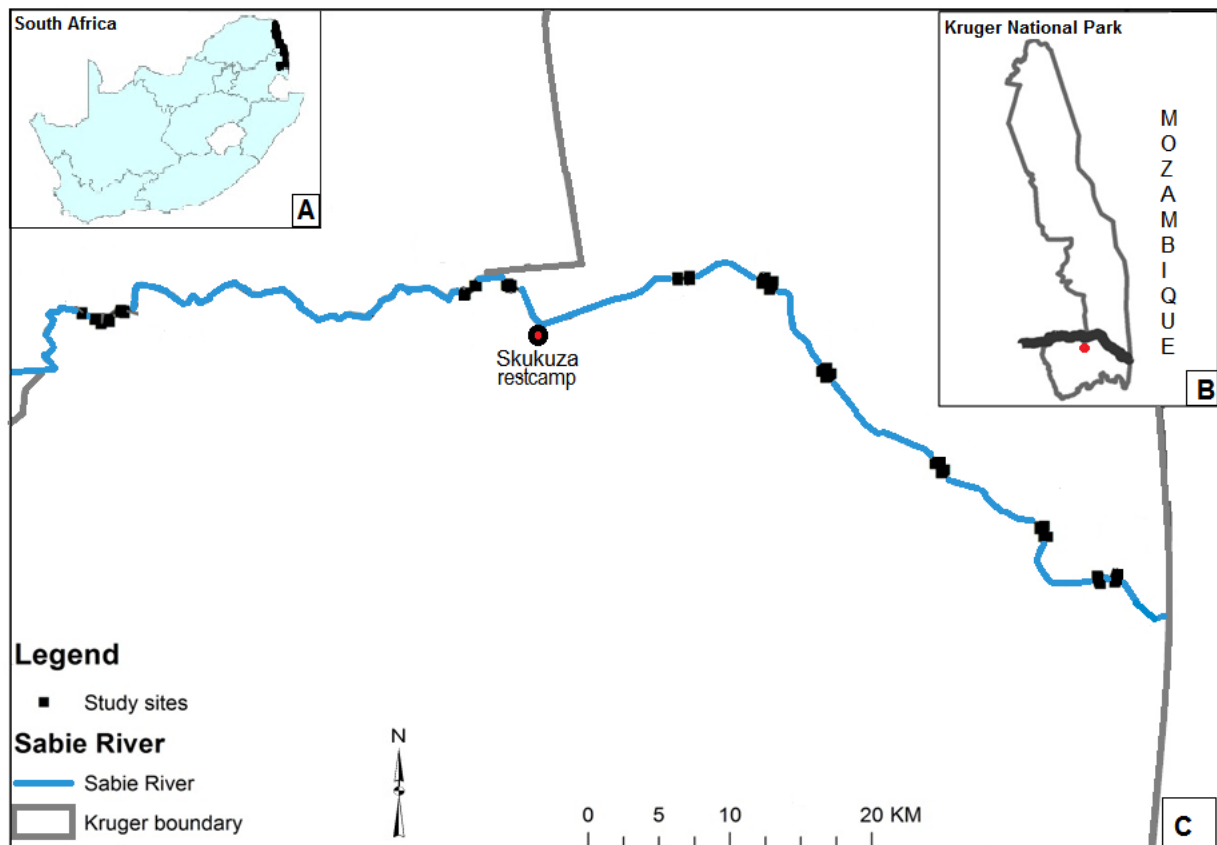 South Africa
A
Kruger National Park
M
O
Z
A
M
B
I
Q
U
E
B
Skukuza
restcamp
Legend
Study sites
Sabie River
Sabie River
Kruger boundary
N
0 5 10 20 KM
C